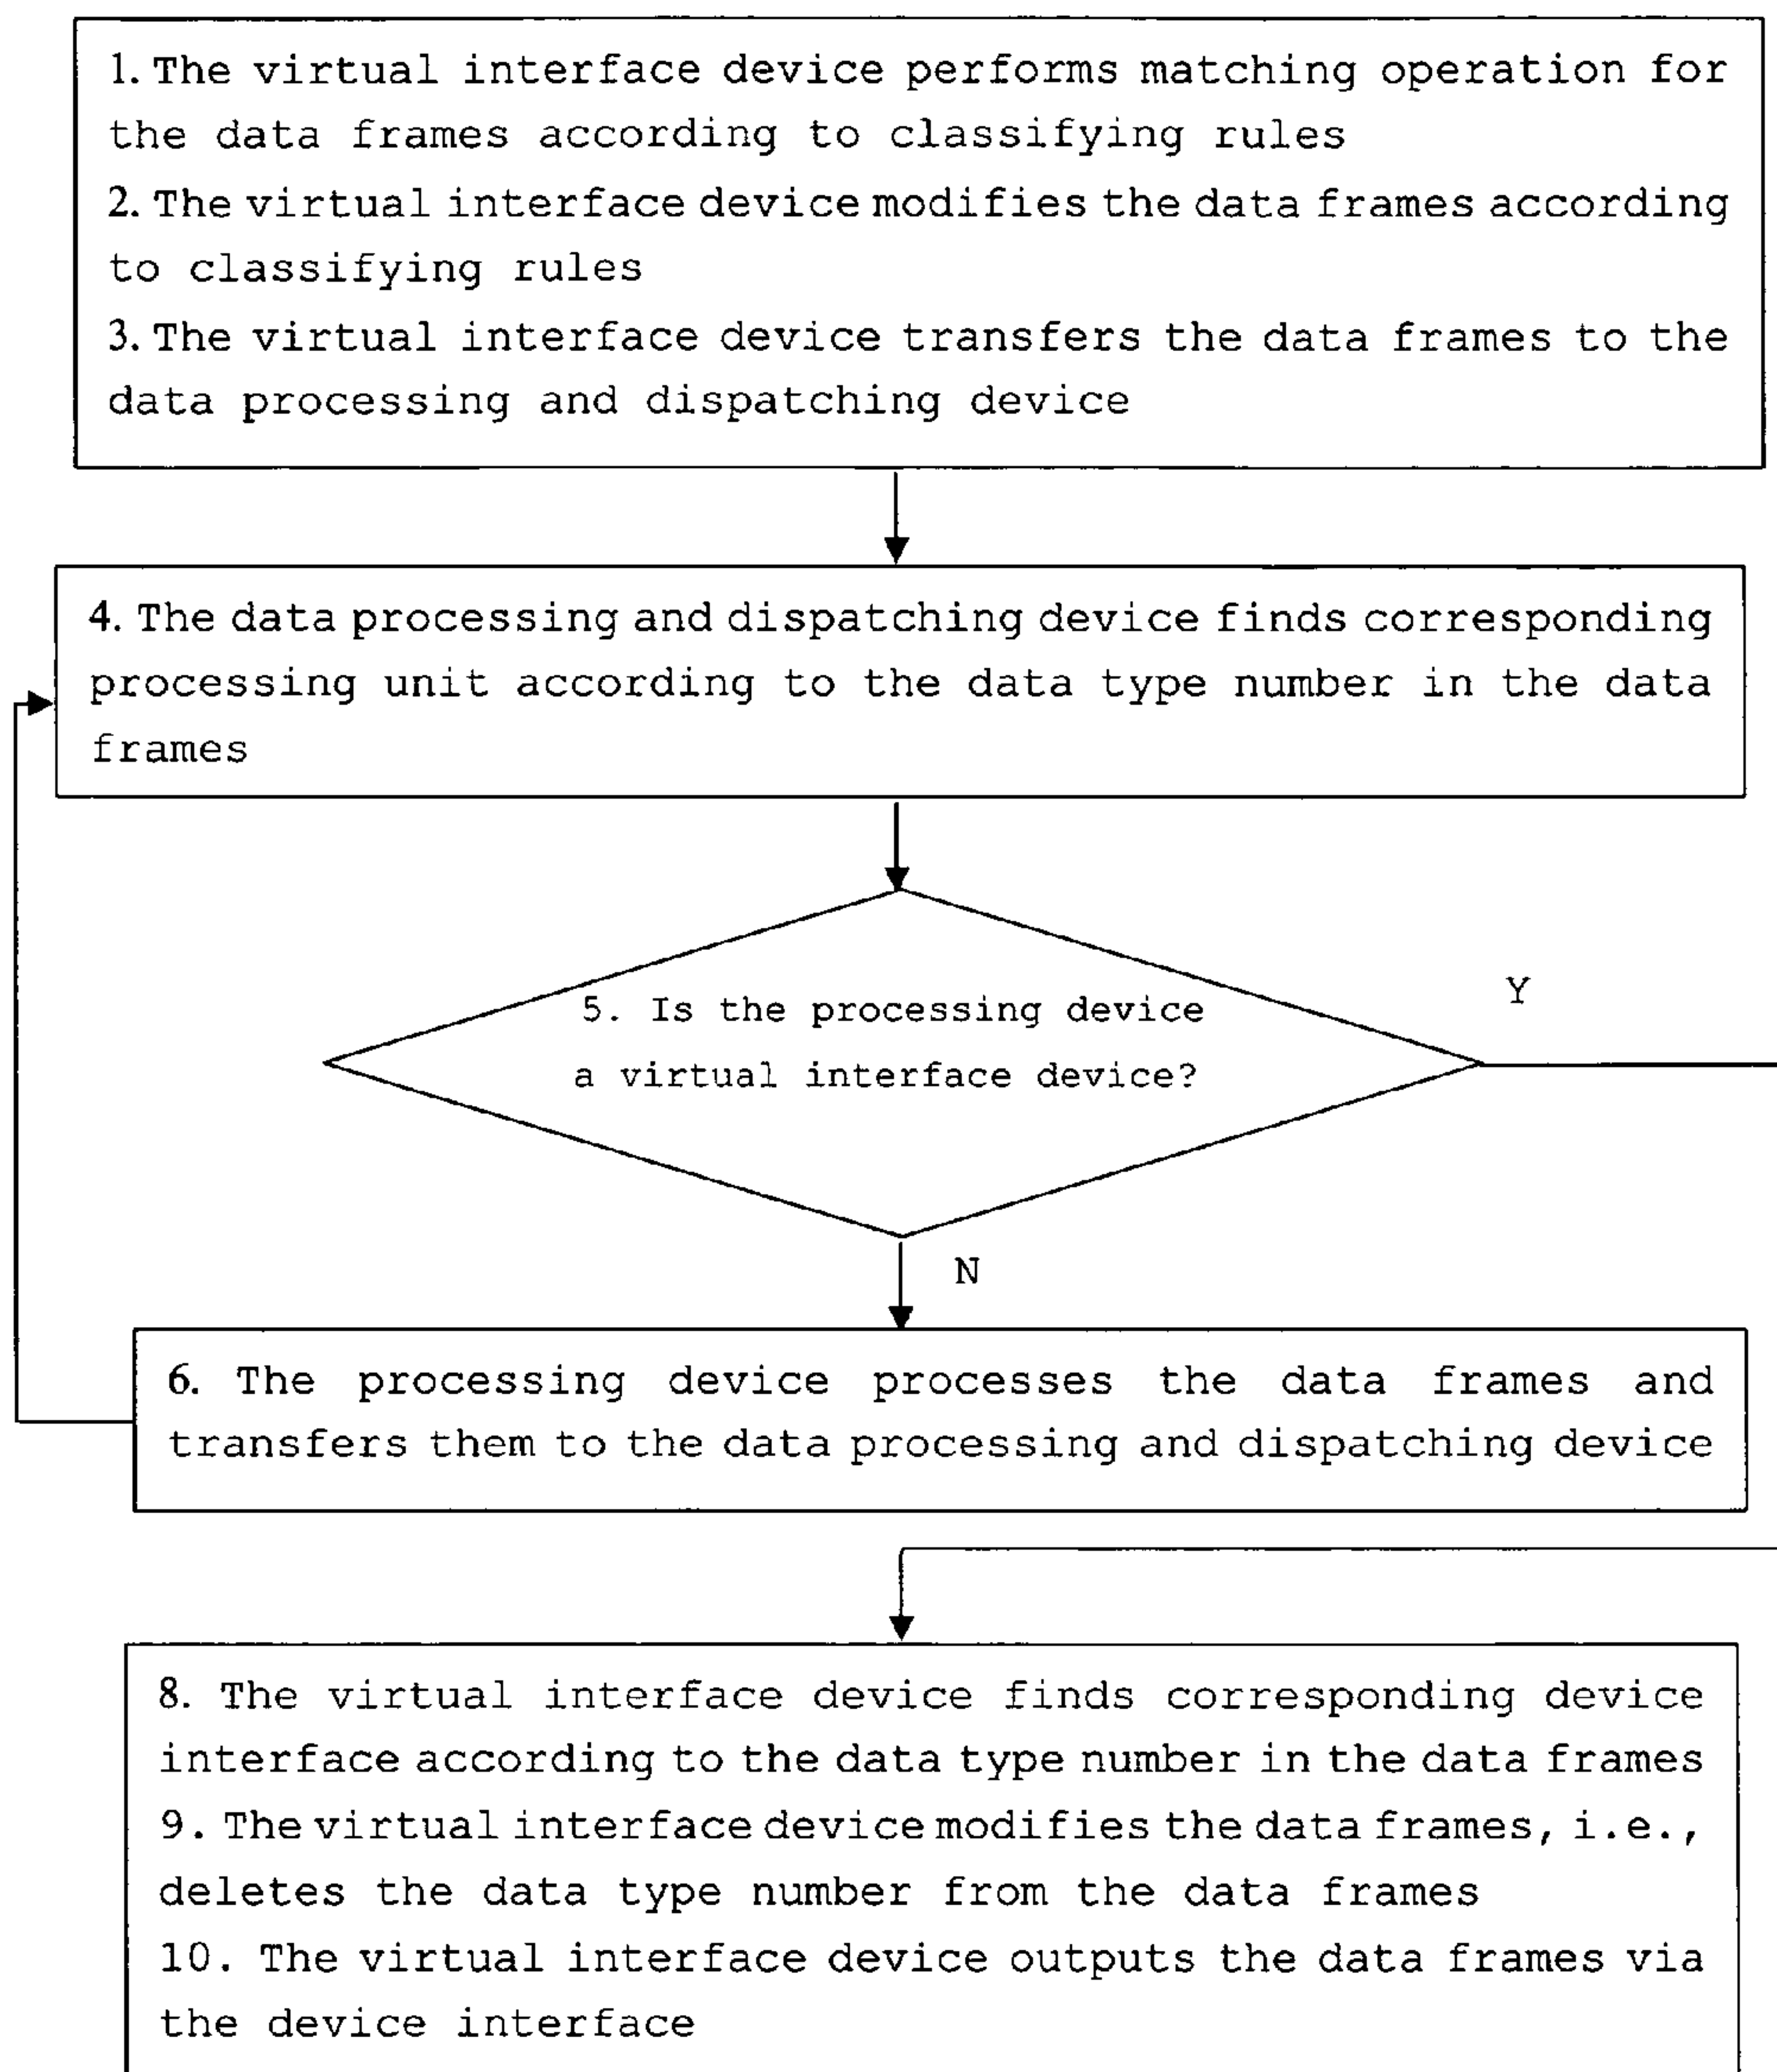 1. The virtual interface device performs matching operation for
the data frames according to classifying rules
2. The virtual interface device modifies the data frames according
to classifying rules
3. The virtual interface device transfers the data frames to the
data processing and dispatching device
4. The data processing and dispatching device finds corresponding
processing unit according to the data type number in the data
frames
Y
5. Is the processing device
a virtual interface device?
N
6. The processing device processes the data frames and
transfers them to the data processing and dispatching device
8. The virtual interface device finds corresponding device
interface according to the data type number in the data frames
9. The virtual interface device modifies the data frames, i.e.,
deletes the data type number from the data frames
10. The virtual interface device outputs the data frames via
the device interface